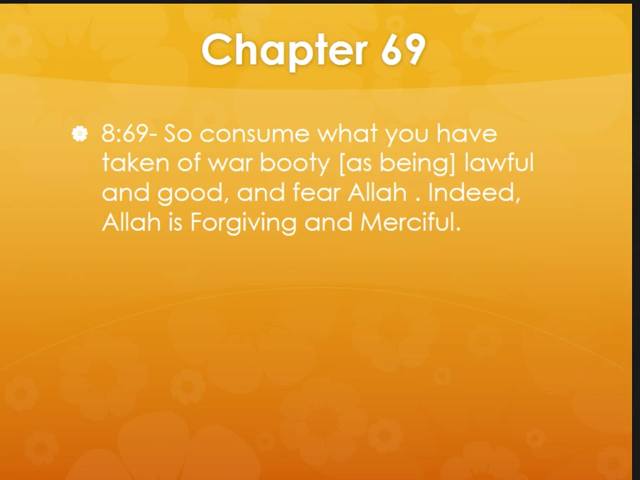 Chapter 69
8:69- So consume what you have
taken of war booty [as being] lawful
and good, and fear Allah . Indeed,
Allah is Forgiving and Merciful.